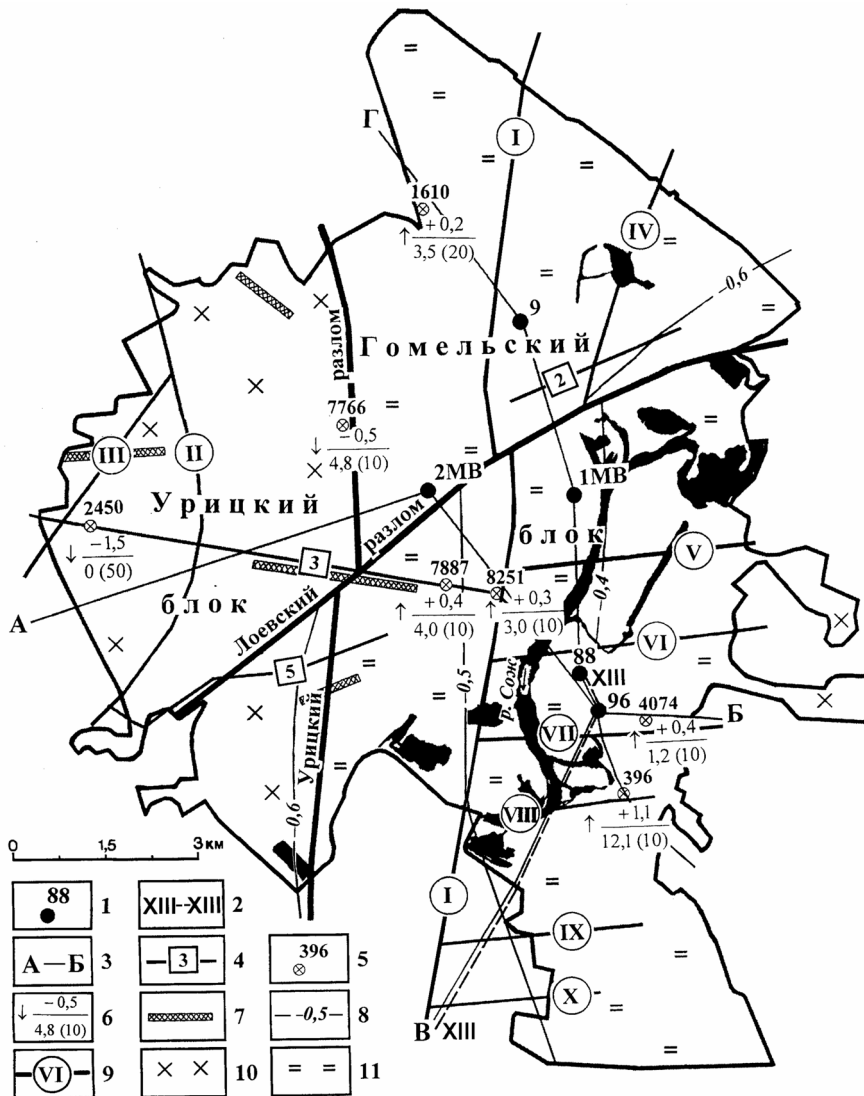 Г
I
1610
↑ +0,2
3,5 (20)
IV
–0,6
9
Гомельский
разлом
2
7766
↓ –0,5
4,8 (10)
III
II
2МВ
1МВ
Урицкий
2450
↓ –1,5
0 (50)
разлом
блок
V
3
7887
8251
↑ +0,4
4,0 (10)
↑ +0,3
3,0 (10)
–0,4
блок
А
Лоевский
VI
5
88
XIII
р. Сож
–0,5
96
4074
Б
VII
↑ +0,4
1,2 (10)
Урицкий
396
–0,6
VIII
↑ +1,1
12,1 (10)
0 1,5 3 км
I
IX
X
В XIII
88 1
XIII--XIII 2
А — Б 3
3 4
396 5
↓ –0,5
4,8 (10) 6
7
–0,5 8
VI 9
× × 10
= = 11